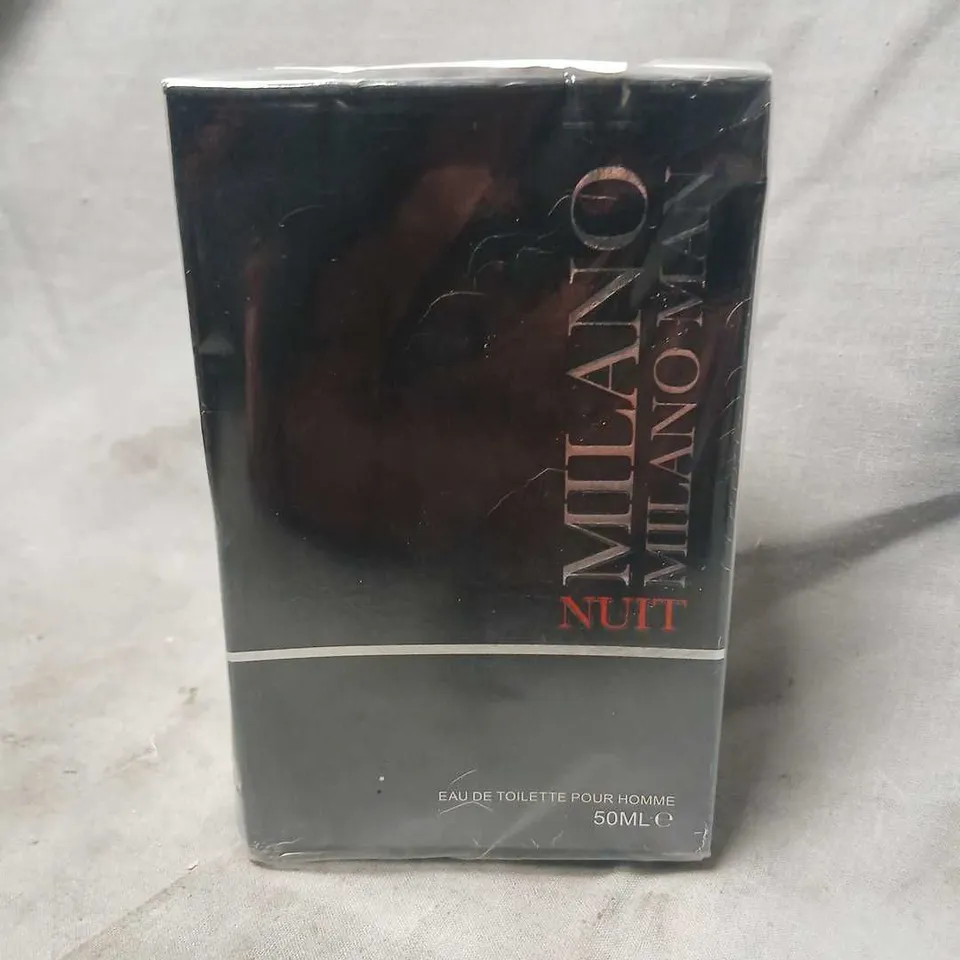 MILANO
MILANO MAN
NUIT
EAU DE TOILETTE POUR HOMME
50ML℮